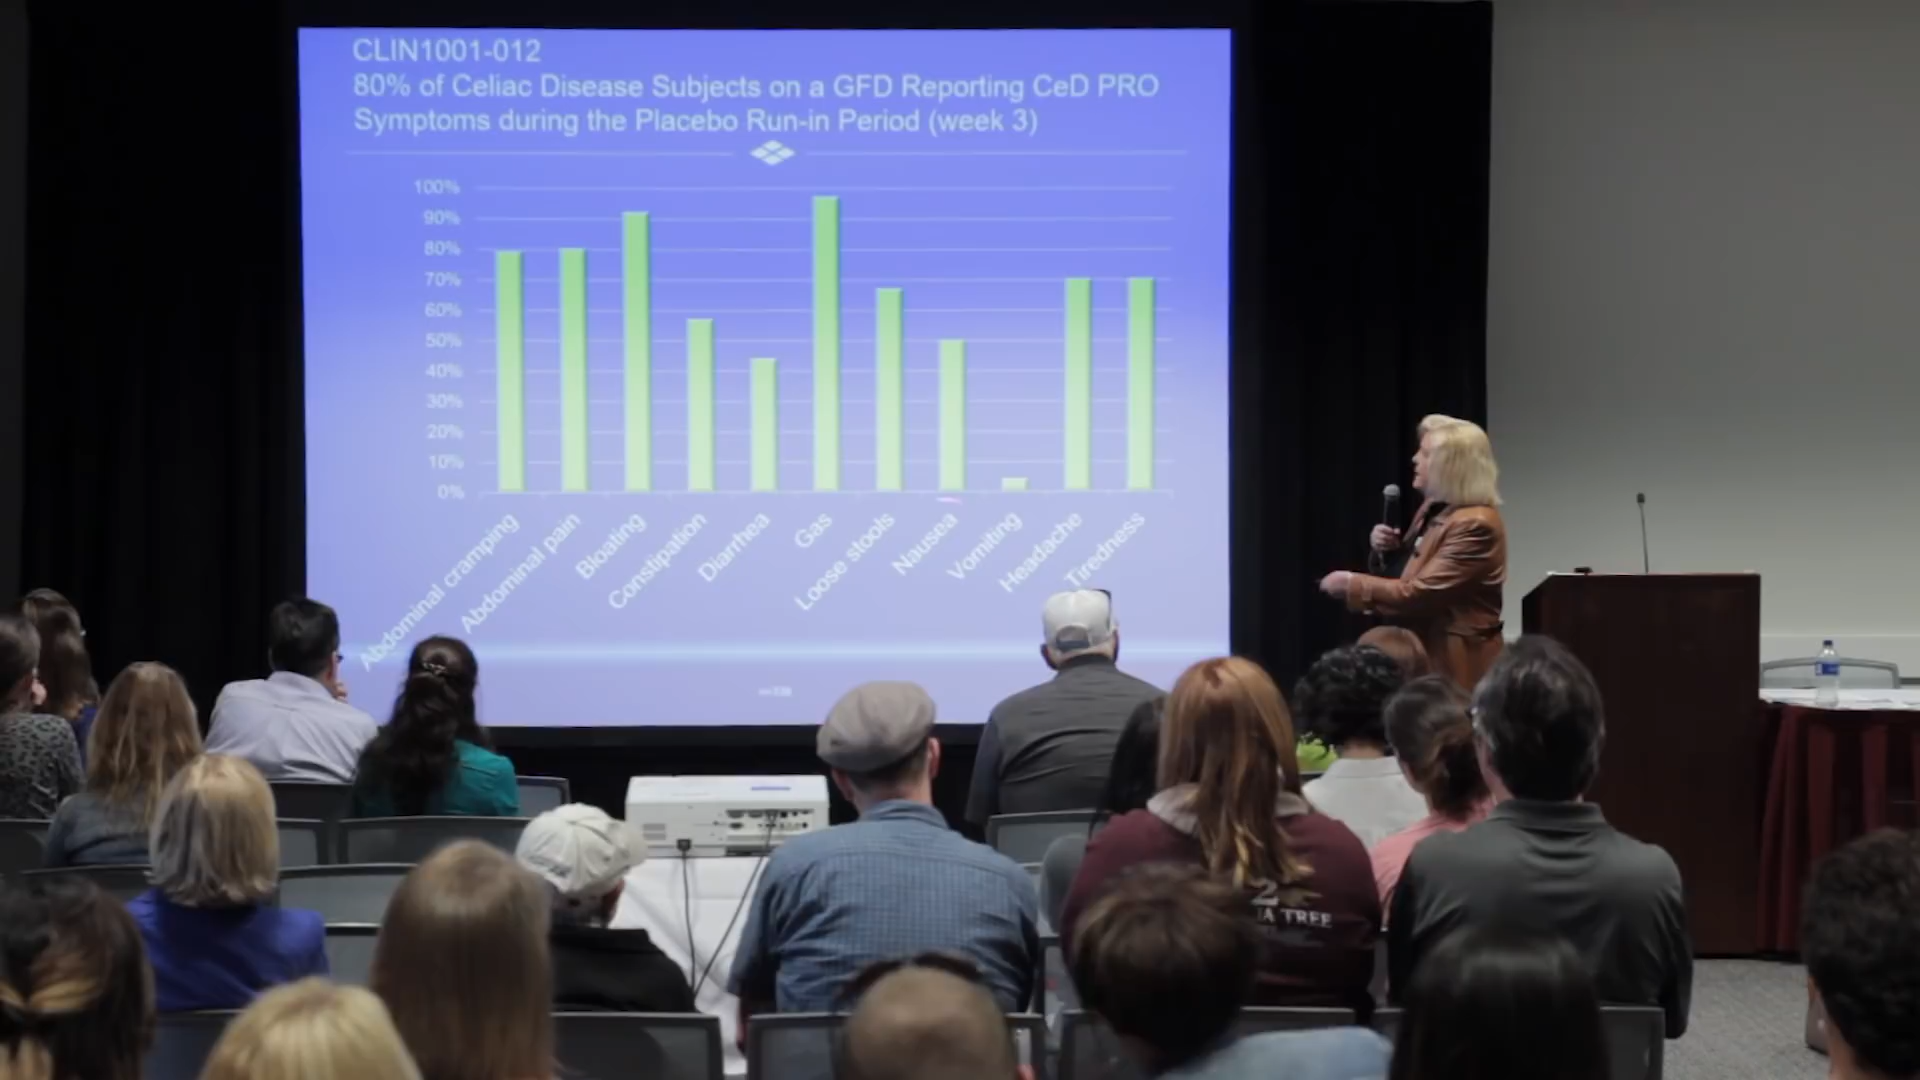 CLIN1001-012
80% of Celiac Disease Subjects on a GFD Reporting CeD PRO
Symptoms during the Placebo Run-in Period (week 3)
100%
90%
80%
70%
60%
50%
40%
30%
20%
10%
0%
Abdominal cramping
Abdominal pain
Bloating
Constipation
Diarrhea
Gas
Loose stools
Nausea
Vomiting
Headache
Tiredness
2
TREE